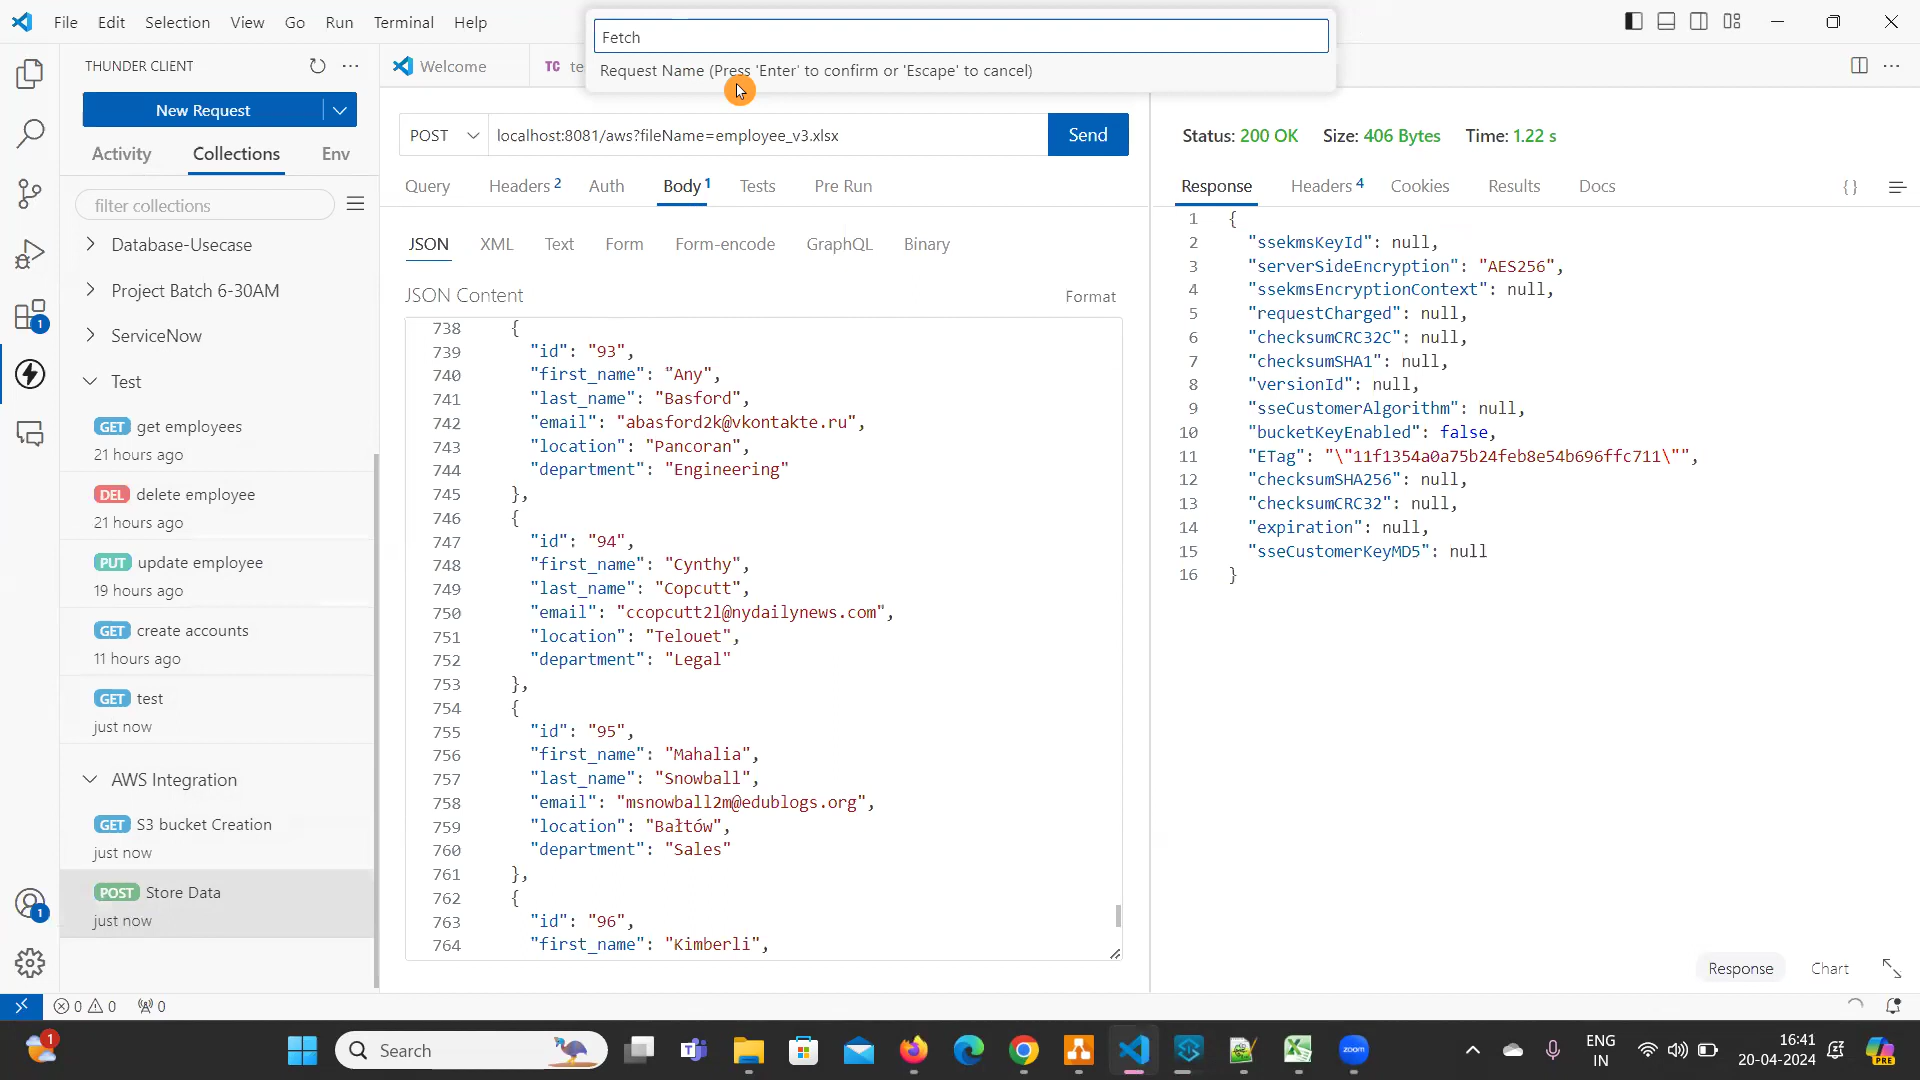 File Edit Selection View Go Run Terminal Help
Fetch
Request Name (Press 'Enter' to confirm or 'Escape' to cancel)
THUNDER CLIENT
Welcome
TC te
New Request
Activity Collections Env
filter collections
Database-Usecase
Project Batch 6-30AM
ServiceNow
Test
GET get employees
21 hours ago
DEL delete employee
21 hours ago
PUT update employee
19 hours ago
GET create accounts
11 hours ago
GET test
just now
AWS Integration
GET S3 bucket Creation
just now
POST Store Data
just now
POST localhost:8081/aws?fileName=employee_v3.xlsx Send
Query Headers 2 Auth Body 1 Tests Pre Run
JSON XML Text Form Form-encode GraphQL Binary
JSON Content Format
738 {
739 "id": "93",
740 "first_name": "Any",
741 "last_name": "Basford",
742 "email": "abasford2k@vkontakte.ru",
743 "location": "Pancoran",
744 "department": "Engineering"
745 },
746 {
747 "id": "94",
748 "first_name": "Cynthy",
749 "last_name": "Copcutt",
750 "email": "ccopcutt2l@nydailynews.com",
751 "location": "Telouet",
752 "department": "Legal"
753 },
754 {
755 "id": "95",
756 "first_name": "Mahalia",
757 "last_name": "Snowball",
758 "email": "msnowball2m@edublogs.org",
759 "location": "Bałtów",
760 "department": "Sales"
761 },
762 {
763 "id": "96",
764 "first_name": "Kimberli",
Status: 200 OK Size: 406 Bytes Time: 1.22 s
Response Headers 4 Cookies Results Docs {}
1 {
2 "ssekmsKeyId": null,
3 "serverSideEncryption": "AES256",
4 "ssekmsEncryptionContext": null,
5 "requestCharged": null,
6 "checksumCRC32C": null,
7 "checksumSHA1": null,
8 "versionId": null,
9 "sseCustomerAlgorithm": null,
10 "bucketKeyEnabled": false,
11 "ETag": "\"11f1354a0a75b24feb8e54b696ffc711\"",
12 "checksumSHA256": null,
13 "checksumCRC32": null,
14 "expiration": null,
15 "sseCustomerKeyMD5": null
16 }
Response Chart
1
1
0 0 0
1
Search
zoom
ENG
IN
16:41
20-04-2024
PRE